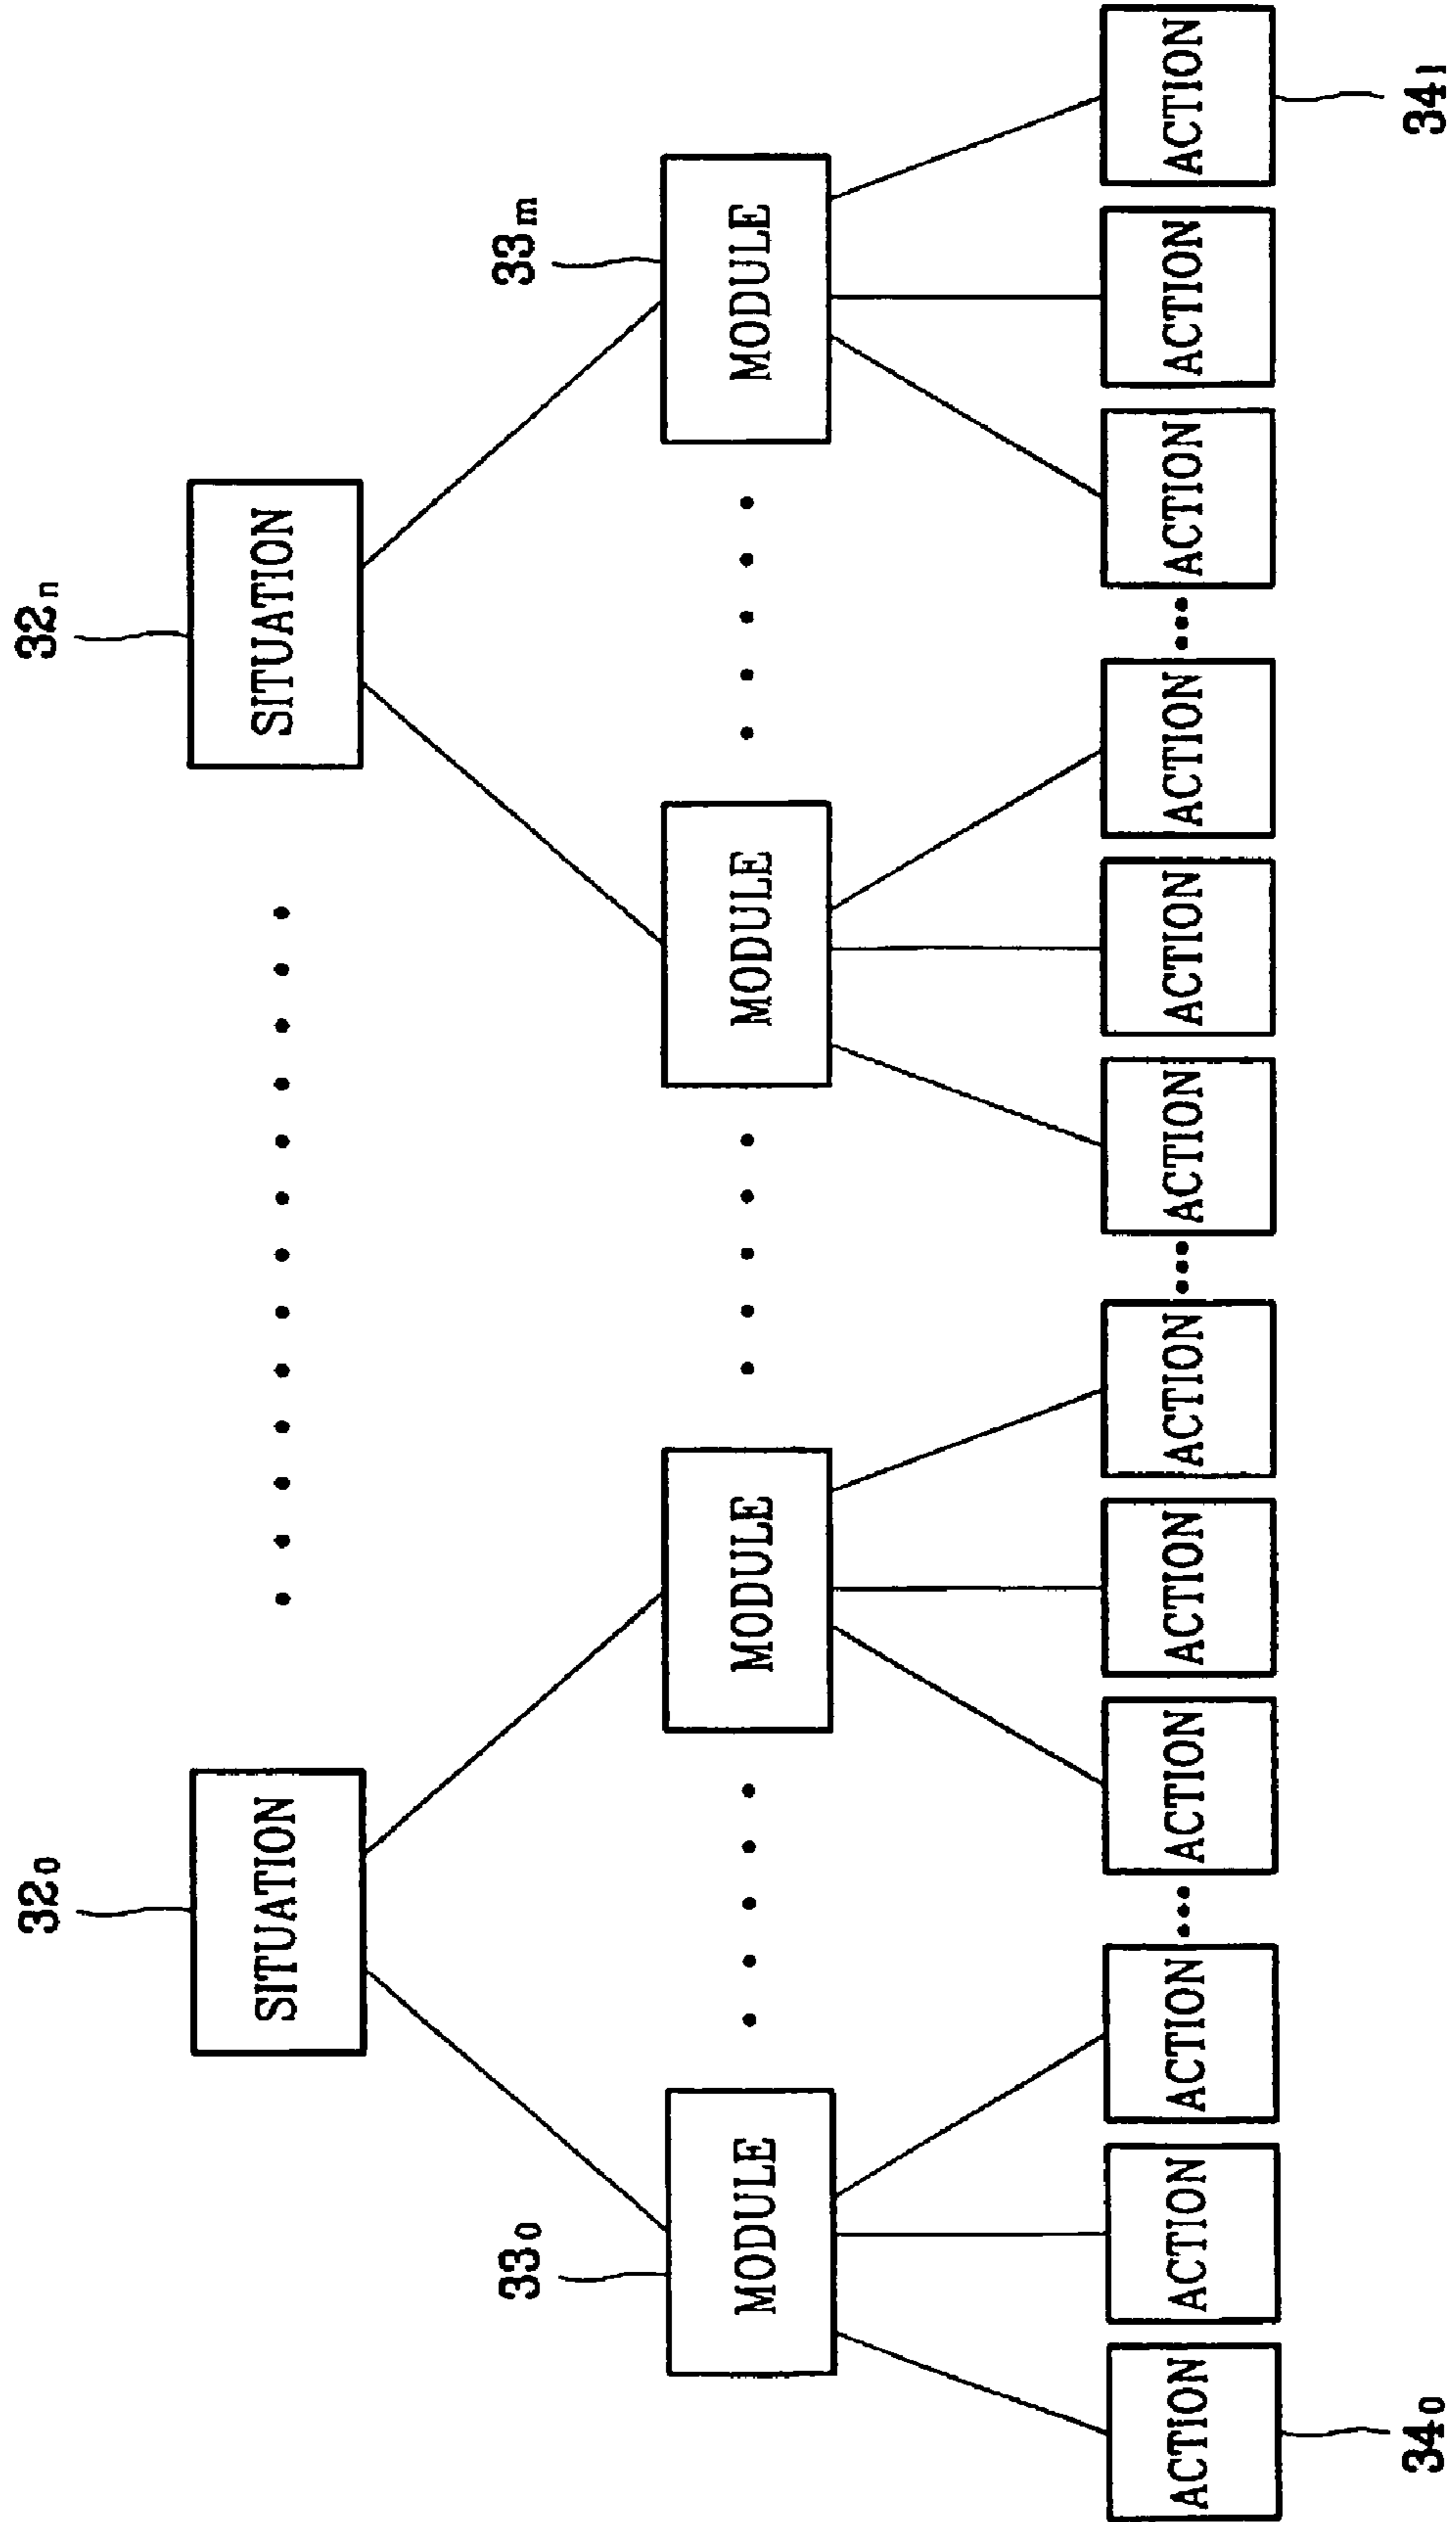 32₀ 32ₙ
SITUATION SITUATION
33₀ 33ₘ
MODULE MODULE MODULE MODULE
ACTION ACTION ACTION ACTION ACTION ACTION ACTION ACTION ACTION ACTION ACTION ACTION
34₀ 34ₗ